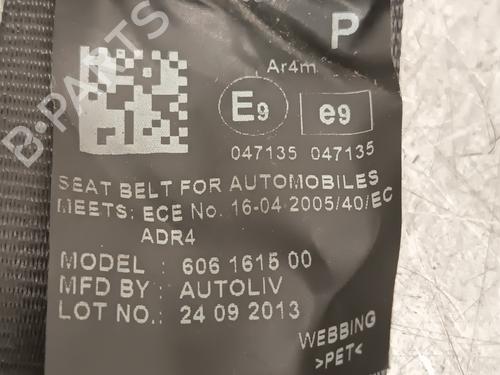 P
Ar4m
E9 e9
047135 047135
SEAT BELT FOR AUTOMOBILES
MEETS: ECE No. 16-04 2005/40/EC
ADR4
MODEL : 606 1615 00
MFD BY : AUTOLIV
LOT NO.: 24 09 2013
WEBBING
>PET<
B-PARTS